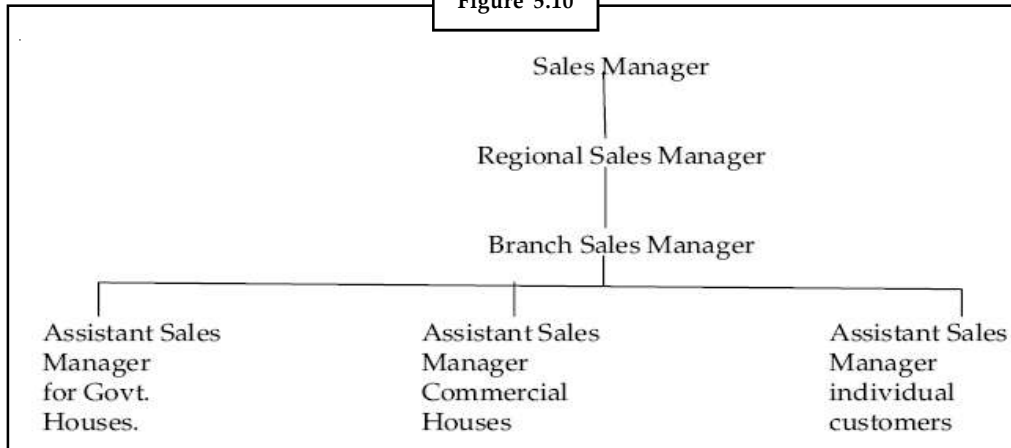 Figure 5.10
Sales Manager
Regional Sales Manager
Branch Sales Manager
Assistant Sales
Manager
for Govt.
Houses.
Assistant Sales
Manager
Commercial
Houses
Assistant Sales
Manager
individual
customers